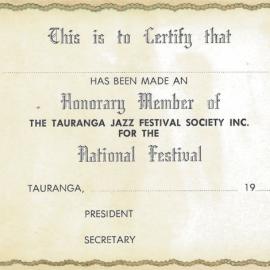 This is to Certify that
HAS BEEN MADE AN
Honorary Member of
THE TAURANGA JAZZ FESTIVAL SOCIETY INC.
FOR THE
National Festival
TAURANGA, 19
PRESIDENT
SECRETARY